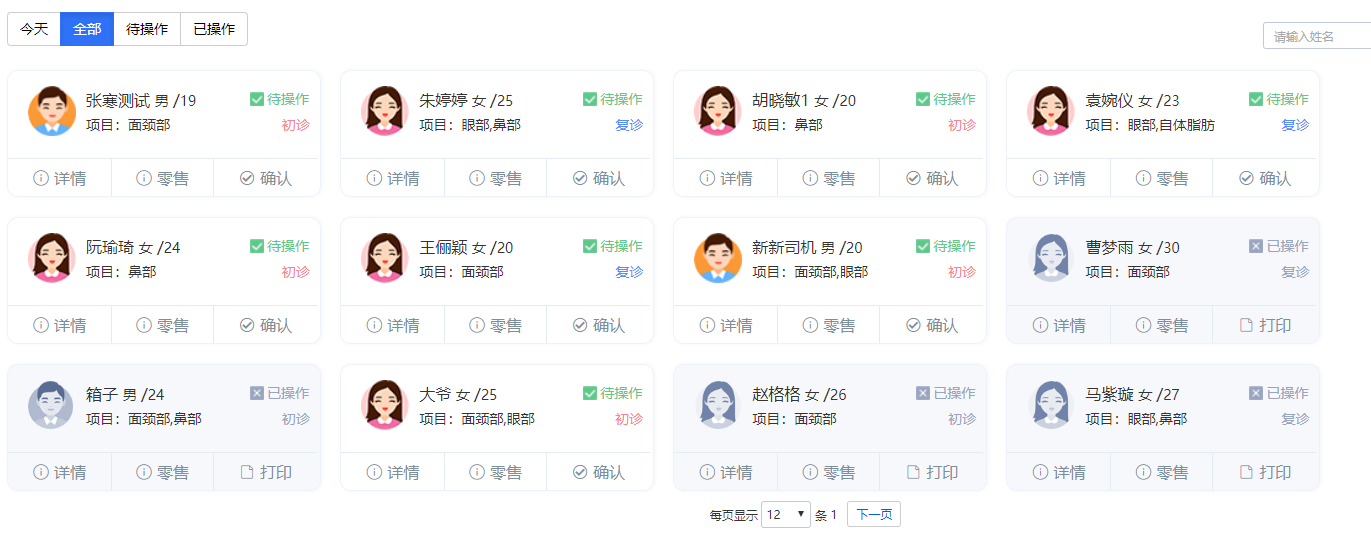 今天 全部 待操作 已操作
请输入姓名
张寒测试 男 /19 待操作
项目：面颈部 初诊
详情 零售 确认
朱婷婷 女 /25 待操作
项目：眼部,鼻部 复诊
详情 零售 确认
胡晓敏1 女 /20 待操作
项目：鼻部 初诊
详情 零售 确认
袁婉仪 女 /23 待操作
项目：眼部,自体脂肪 复诊
详情 零售 确认
阮瑜琦 女 /24 待操作
项目：鼻部 初诊
详情 零售 确认
王俪颖 女 /20 待操作
项目：面颈部 复诊
详情 零售 确认
新新司机 男 /20 待操作
项目：面颈部,眼部 初诊
详情 零售 确认
曹梦雨 女 /30 已操作
项目：面颈部 复诊
详情 零售 打印
箱子 男 /24 已操作
项目：面颈部,鼻部 初诊
详情 零售 打印
大爷 女 /25 待操作
项目：面颈部,眼部 初诊
详情 零售 确认
赵格格 女 /26 已操作
项目：面颈部 初诊
详情 零售 打印
马紫璇 女 /27 已操作
项目：眼部,鼻部 复诊
详情 零售 打印
每页显示 12 条 1 下一页